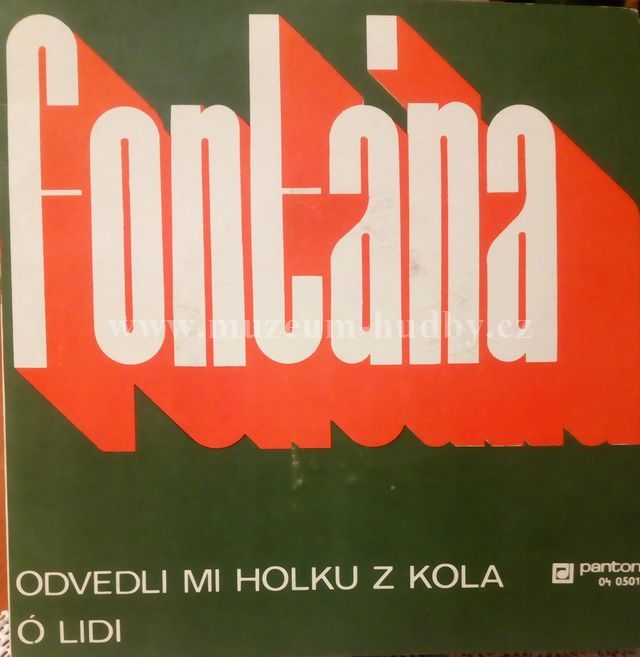 fontána
www.muzeum-hudby.cz
ODVEDLI MI HOLKU Z KOLA
panton
04 0501
Ó LIDI